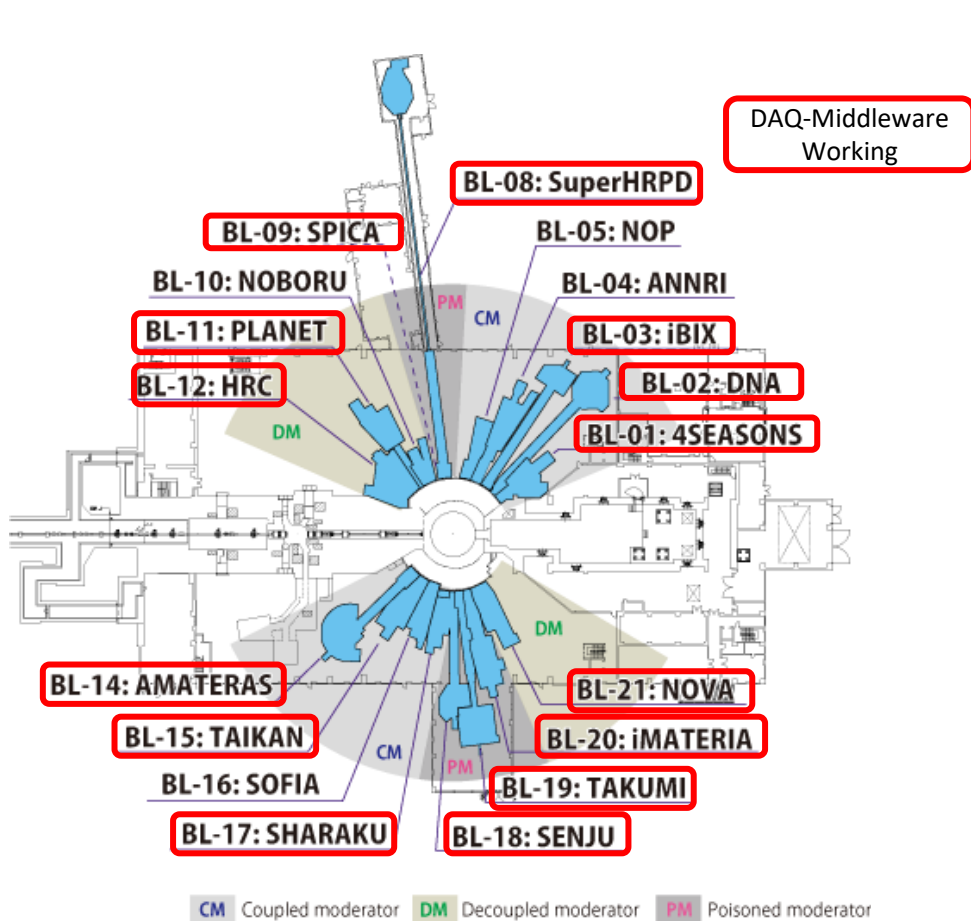 DAQ-Middleware
Working
BL-08: SuperHRPD
BL-09: SPICA
BL-05: NOP
BL-10: NOBORU
BL-04: ANNRI
PM
CM
BL-11: PLANET
BL-03: iBIX
BL-12: HRC
BL-02: DNA
DM
BL-01: 4SEASONS
DM
BL-14: AMATERAS
BL-21: NOVA
BL-15: TAIKAN
CM
BL-20: iMATERIA
PM
BL-16: SOFIA
BL-19: TAKUMI
BL-17: SHARAKU
BL-18: SENJU
CM Coupled moderator DM Decoupled moderator PM Poisoned moderator